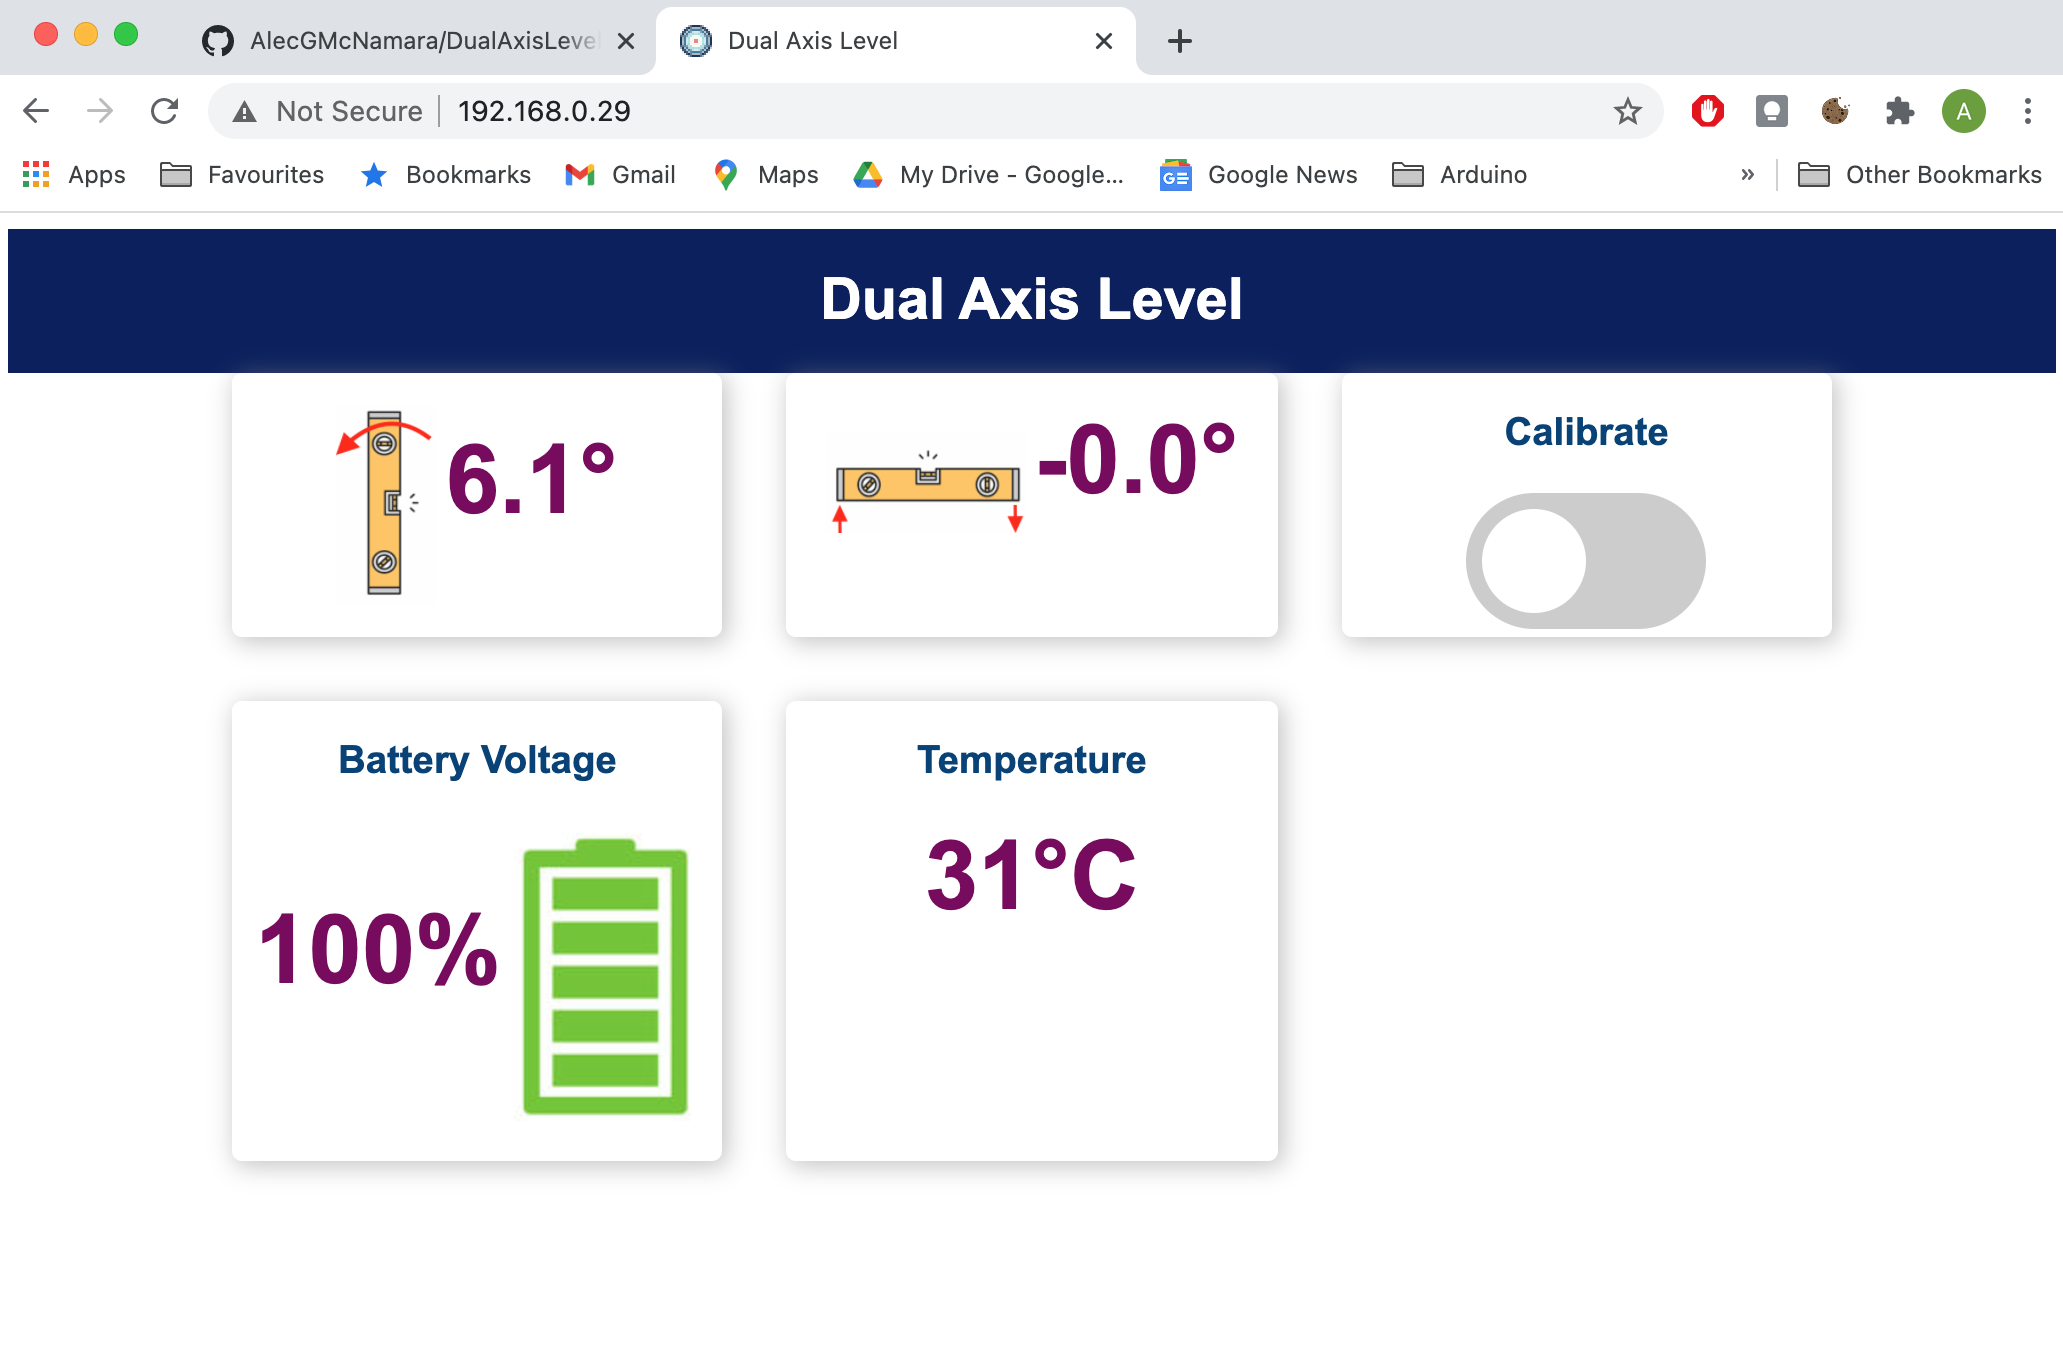 AlecGMcNamara/DualAxisLevel
Dual Axis Level
Not Secure 192.168.0.29
A
Apps Favourites Bookmarks Gmail Maps My Drive - Google... Google News Arduino » Other Bookmarks
Dual Axis Level
6.1°
-0.0°
Calibrate
Battery Voltage
100%
Temperature
31°C